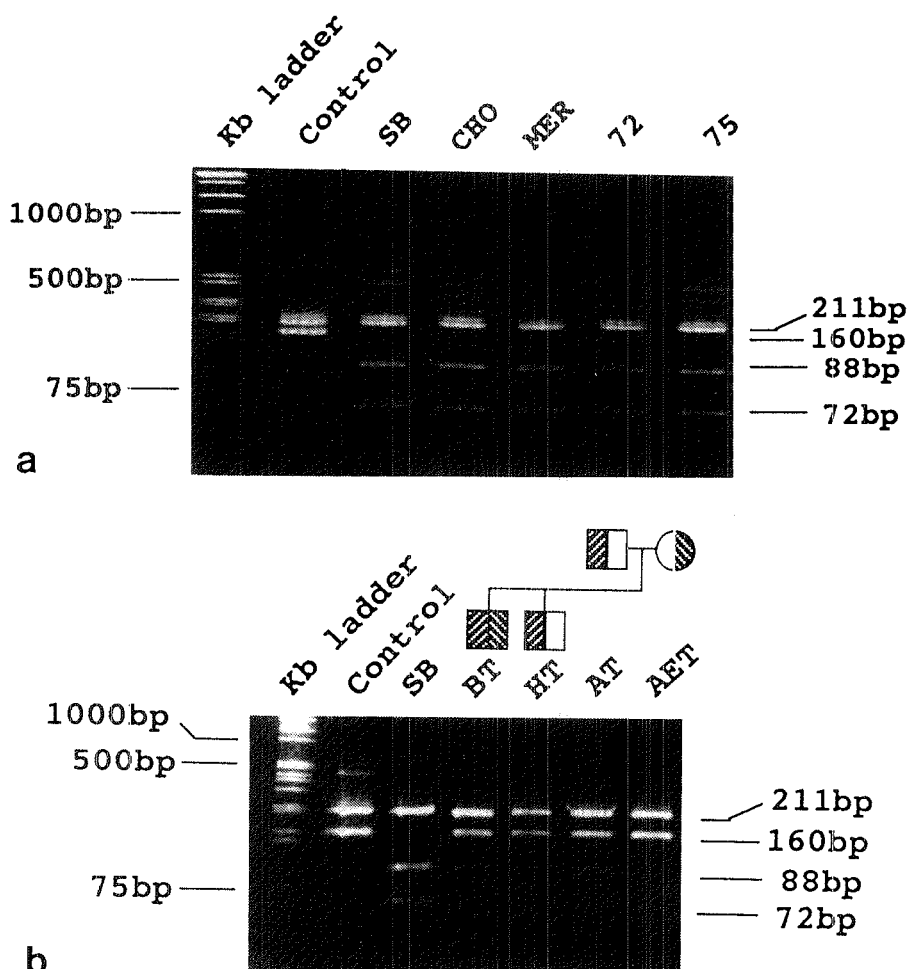 Kb ladder
Control
SB
CHO
MER
72
75
1000bp
500bp
75bp
211bp
160bp
88bp
72bp
a
Kb ladder
Control
SB
BT
HT
AT
AET
1000bp
500bp
75bp
211bp
160bp
88bp
72bp
b